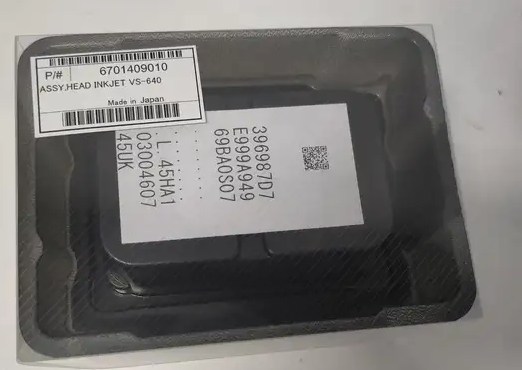 P/# 6701409010
ASSY,HEAD INKJET VS-640
Made in Japan
396987D7
E999A949
69BA0S07
. . . . . . . .
. L. 45HA1
03004607
45UK